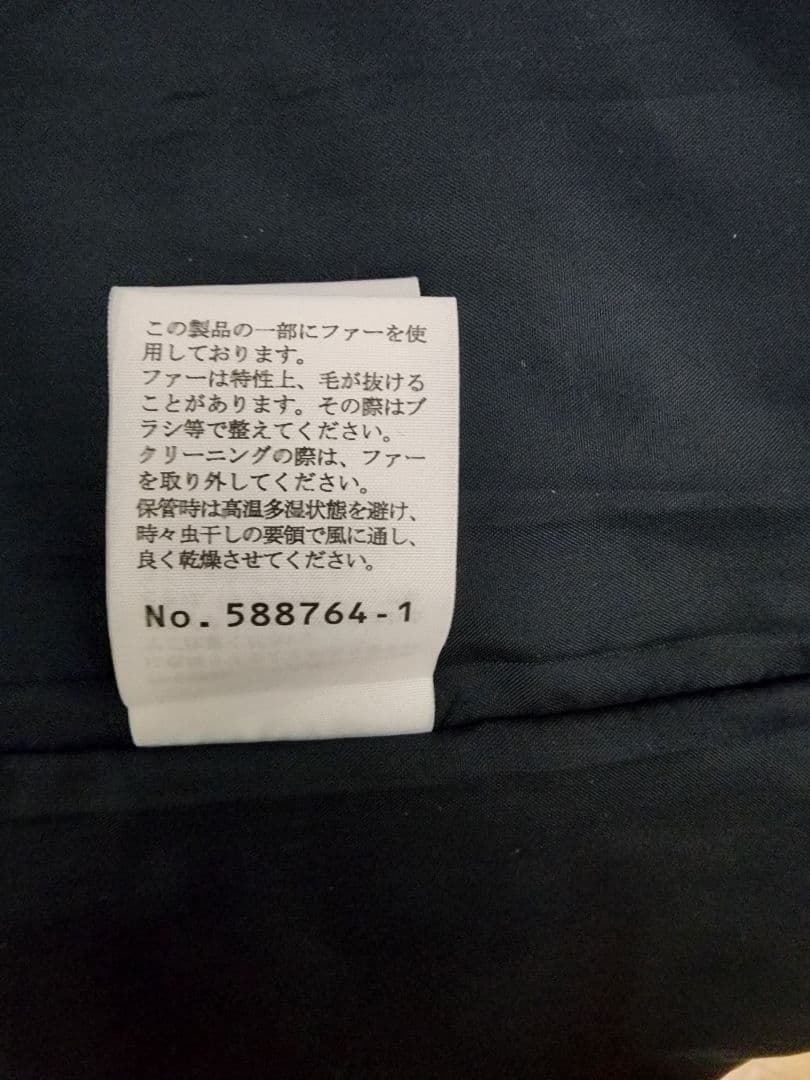 この製品の一部にファーを使
用しております。
ファーは特性上、毛が抜ける
ことがあります。その際はブ
ラシ等で整えてください。
クリーニングの際は、ファー
を取り外してください。
保管時は高温多湿状態を避け、
時々虫干しの要領で風に通し、
良く乾燥させてください。
No.588764-1